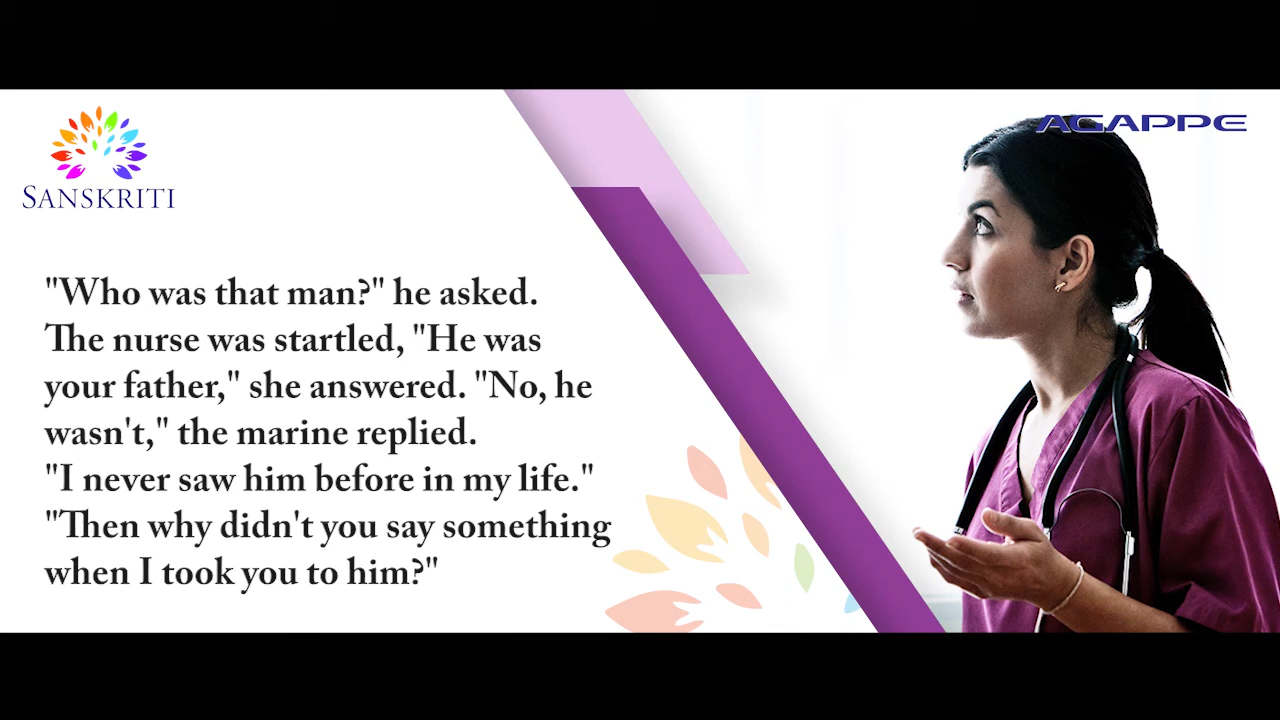 SANSKRITI
AGAPPE
"Who was that man?" he asked.
The nurse was startled, "He was
your father," she answered. "No, he
wasn't," the marine replied.
"I never saw him before in my life."
"Then why didn't you say something
when I took you to him?"